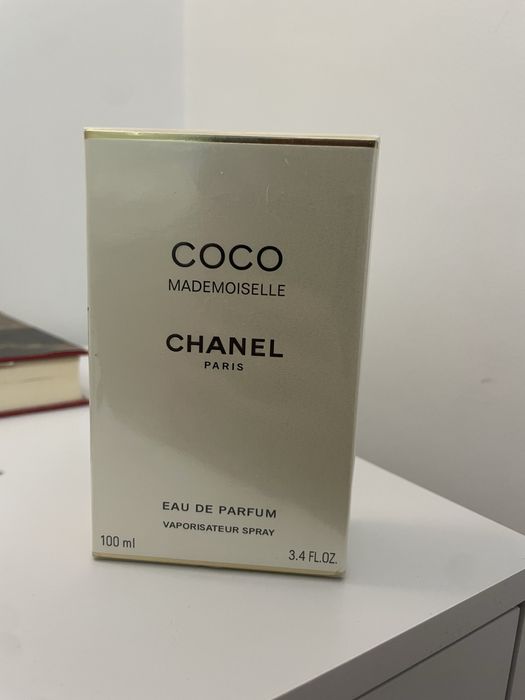 COCO
MADEMOISELLE
CHANEL
PARIS
EAU DE PARFUM
VAPORISATEUR SPRAY
100 ml
3.4 FL.OZ.